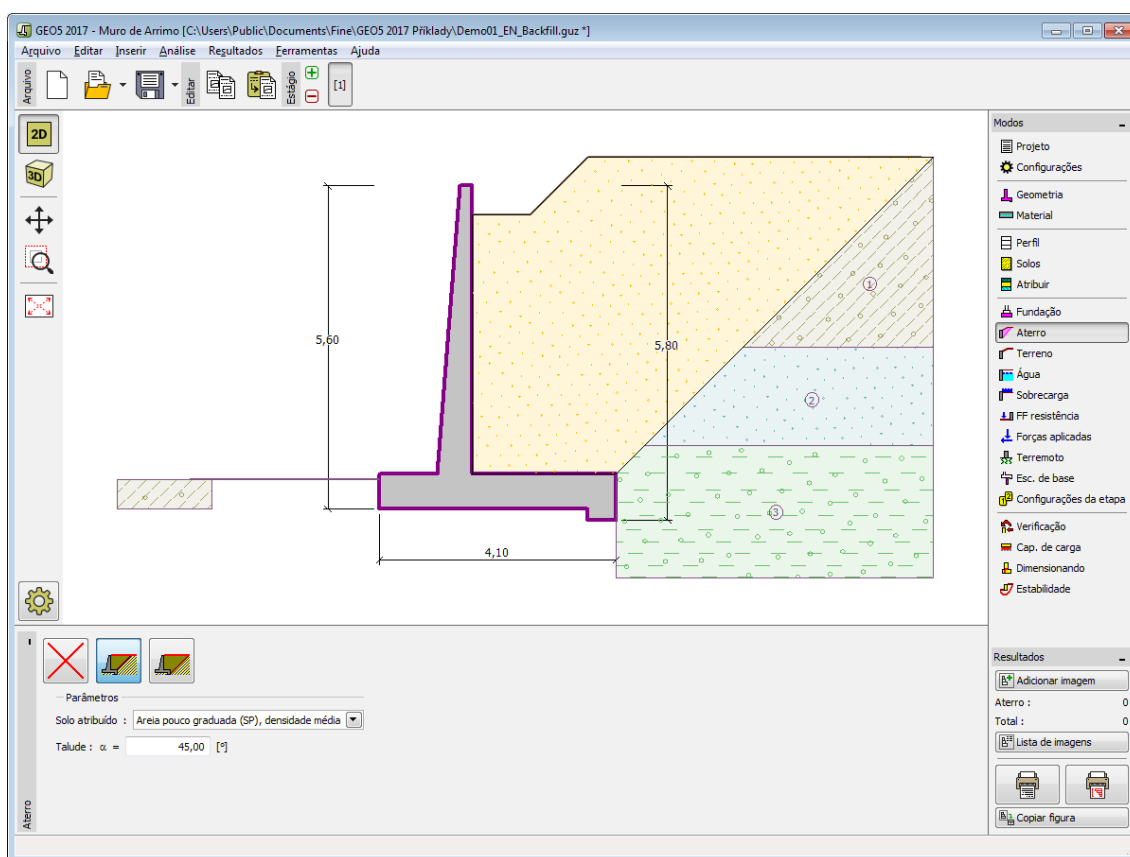 GEO5 2017 - Muro de Arrimo [C:\Users\Public\Documents\Fine\GEO5 2017 Příklady\Demo01_EN_Backfill.guz *]
Arquivo Editar Inserir Análise Resultados Ferramentas Ajuda
Arquivo
Editar
Estágio
[1]
2D
3D
5,60
5,80
4,10
1
2
3
Modos
Projeto
Configurações
Geometria
Material
Perfil
Solos
Atribuir
Fundação
Aterro
Terreno
Água
Sobrecarga
FF resistência
Forças aplicadas
Terremoto
Esc. de base
Configurações da etapa
Verificação
Cap. de carga
Dimensionando
Estabilidade
Resultados
Adicionar imagem
Aterro : 0
Total : 0
Lista de imagens
Copiar figura
Aterro
Parâmetros
Solo atribuído : Areia pouco graduada (SP), densidade média
Talude : α = 45,00 [º]